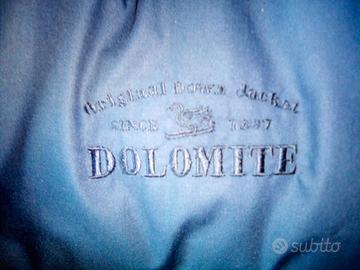 Original Down Jacket
SINCE 1897
DOLOMITE
subito